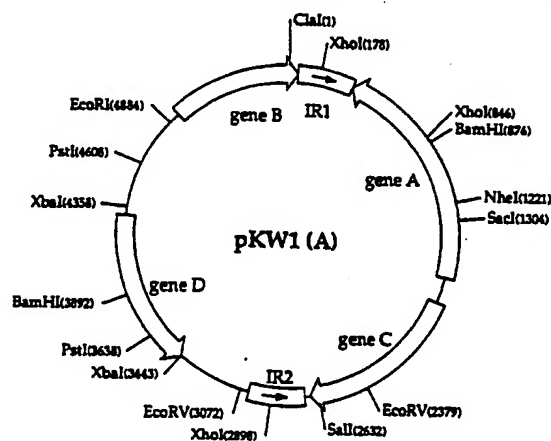 ClaI(1)
XhoI(178)
EcoRI(4884)
gene B
IR1
XhoI(846)
BamHI(876)
PstI(4608)
gene A
XbaI(4358)
NheI(1221)
SacI(1304)
pKW1 (A)
BamHI(3892)
gene D
PstI(3638)
gene C
XbaI(3443)
IR2
EcoRV(3072)
EcoRV(2379)
XhoI(2898)
SalI(2632)